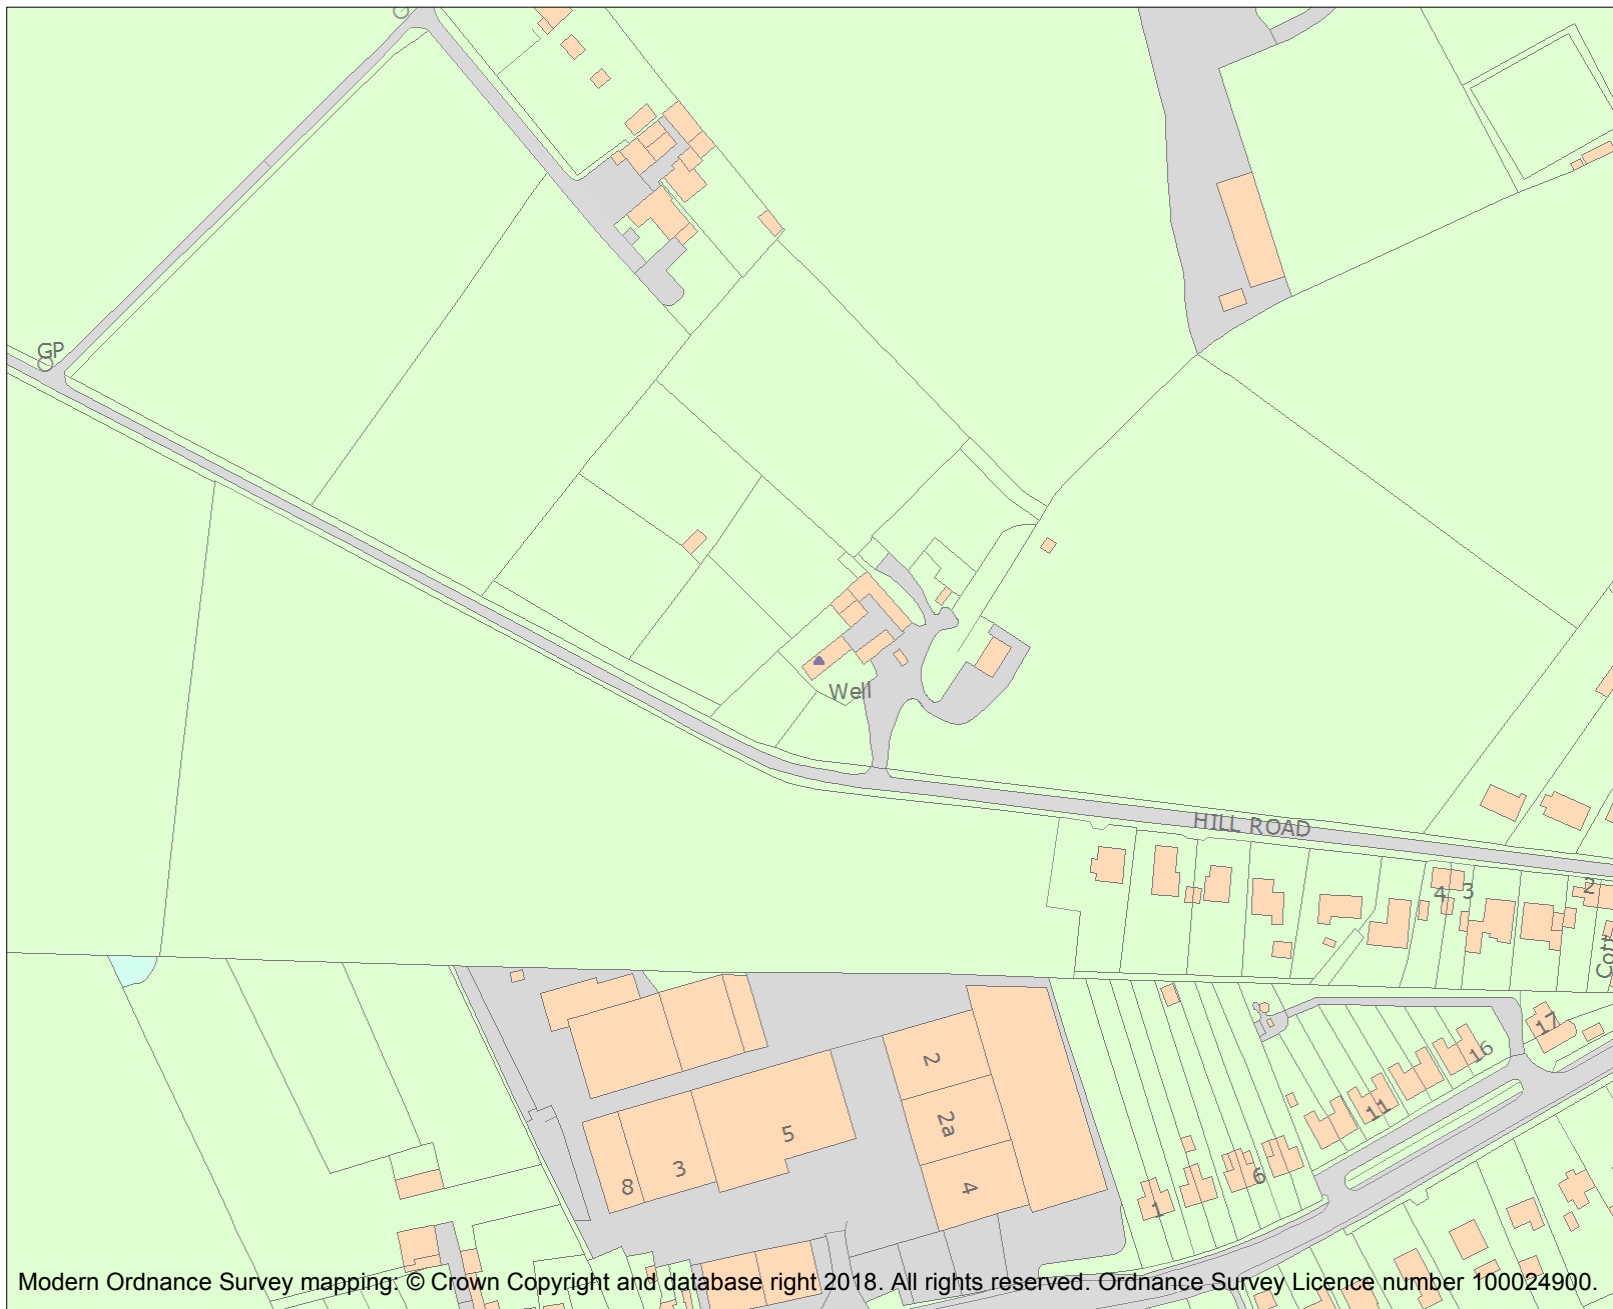 GP
Well
HILL ROAD
4
3
2
Cott
17
16
11
6
1
2
2a
4
5
3
8
Modern Ordnance Survey mapping: © Crown Copyright and database right 2018. All rights reserved. Ordnance Survey Licence number 100024900.